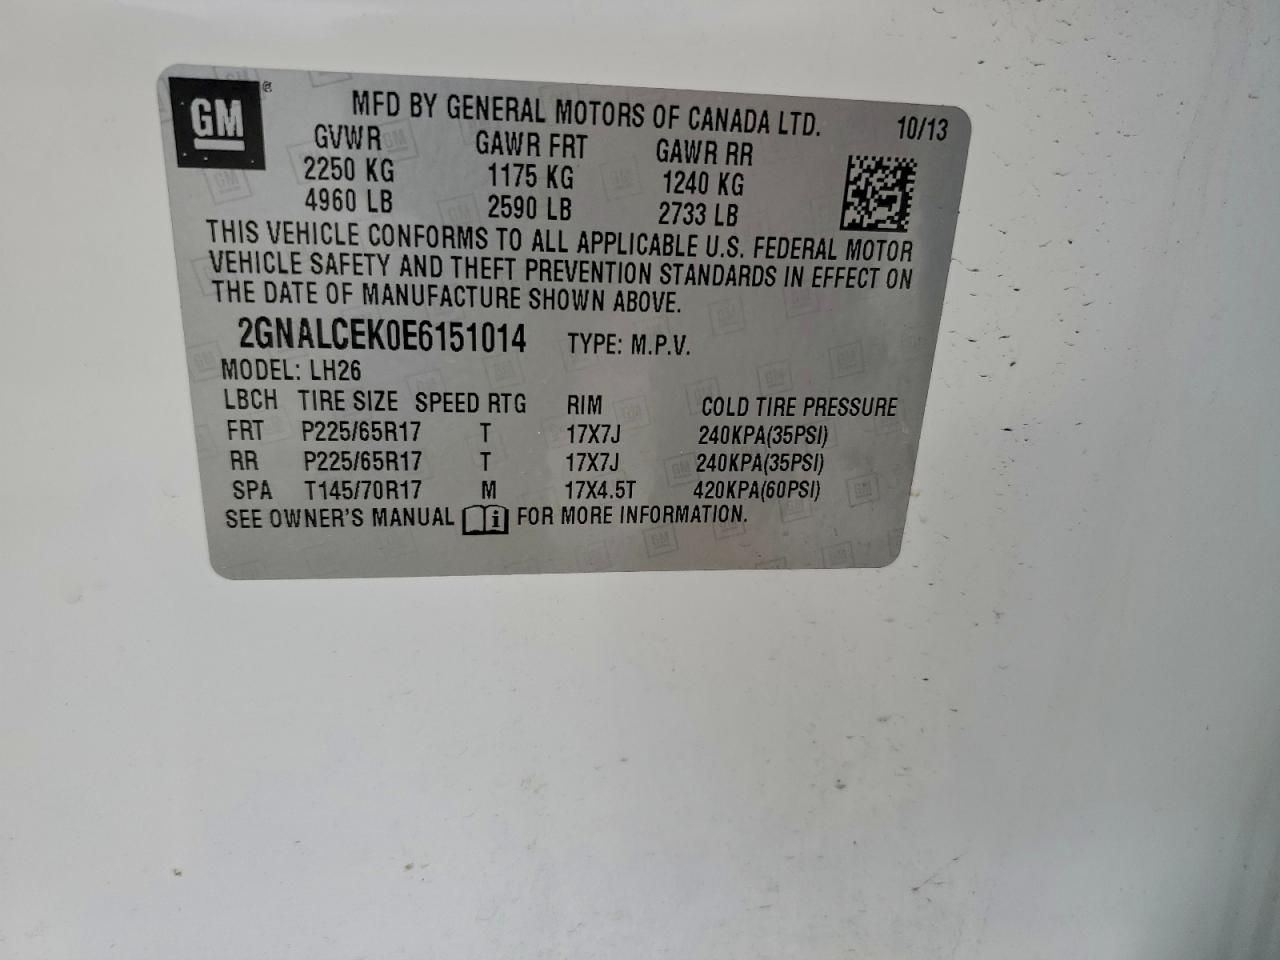 GM®
MFD BY GENERAL MOTORS OF CANADA LTD. 10/13
GVWR GAWR FRT GAWR RR
2250 KG 1175 KG 1240 KG
4960 LB 2590 LB 2733 LB
THIS VEHICLE CONFORMS TO ALL APPLICABLE U.S. FEDERAL MOTOR
VEHICLE SAFETY AND THEFT PREVENTION STANDARDS IN EFFECT ON
THE DATE OF MANUFACTURE SHOWN ABOVE.
2GNALCEK0E6151014 TYPE: M.P.V.
MODEL: LH26
LBCH TIRE SIZE SPEED RTG RIM COLD TIRE PRESSURE
FRT P225/65R17 T 17X7J 240KPA(35PSI)
RR P225/65R17 T 17X7J 240KPA(35PSI)
SPA T145/70R17 M 17X4.5T 420KPA(60PSI)
SEE OWNER'S MANUAL i FOR MORE INFORMATION.